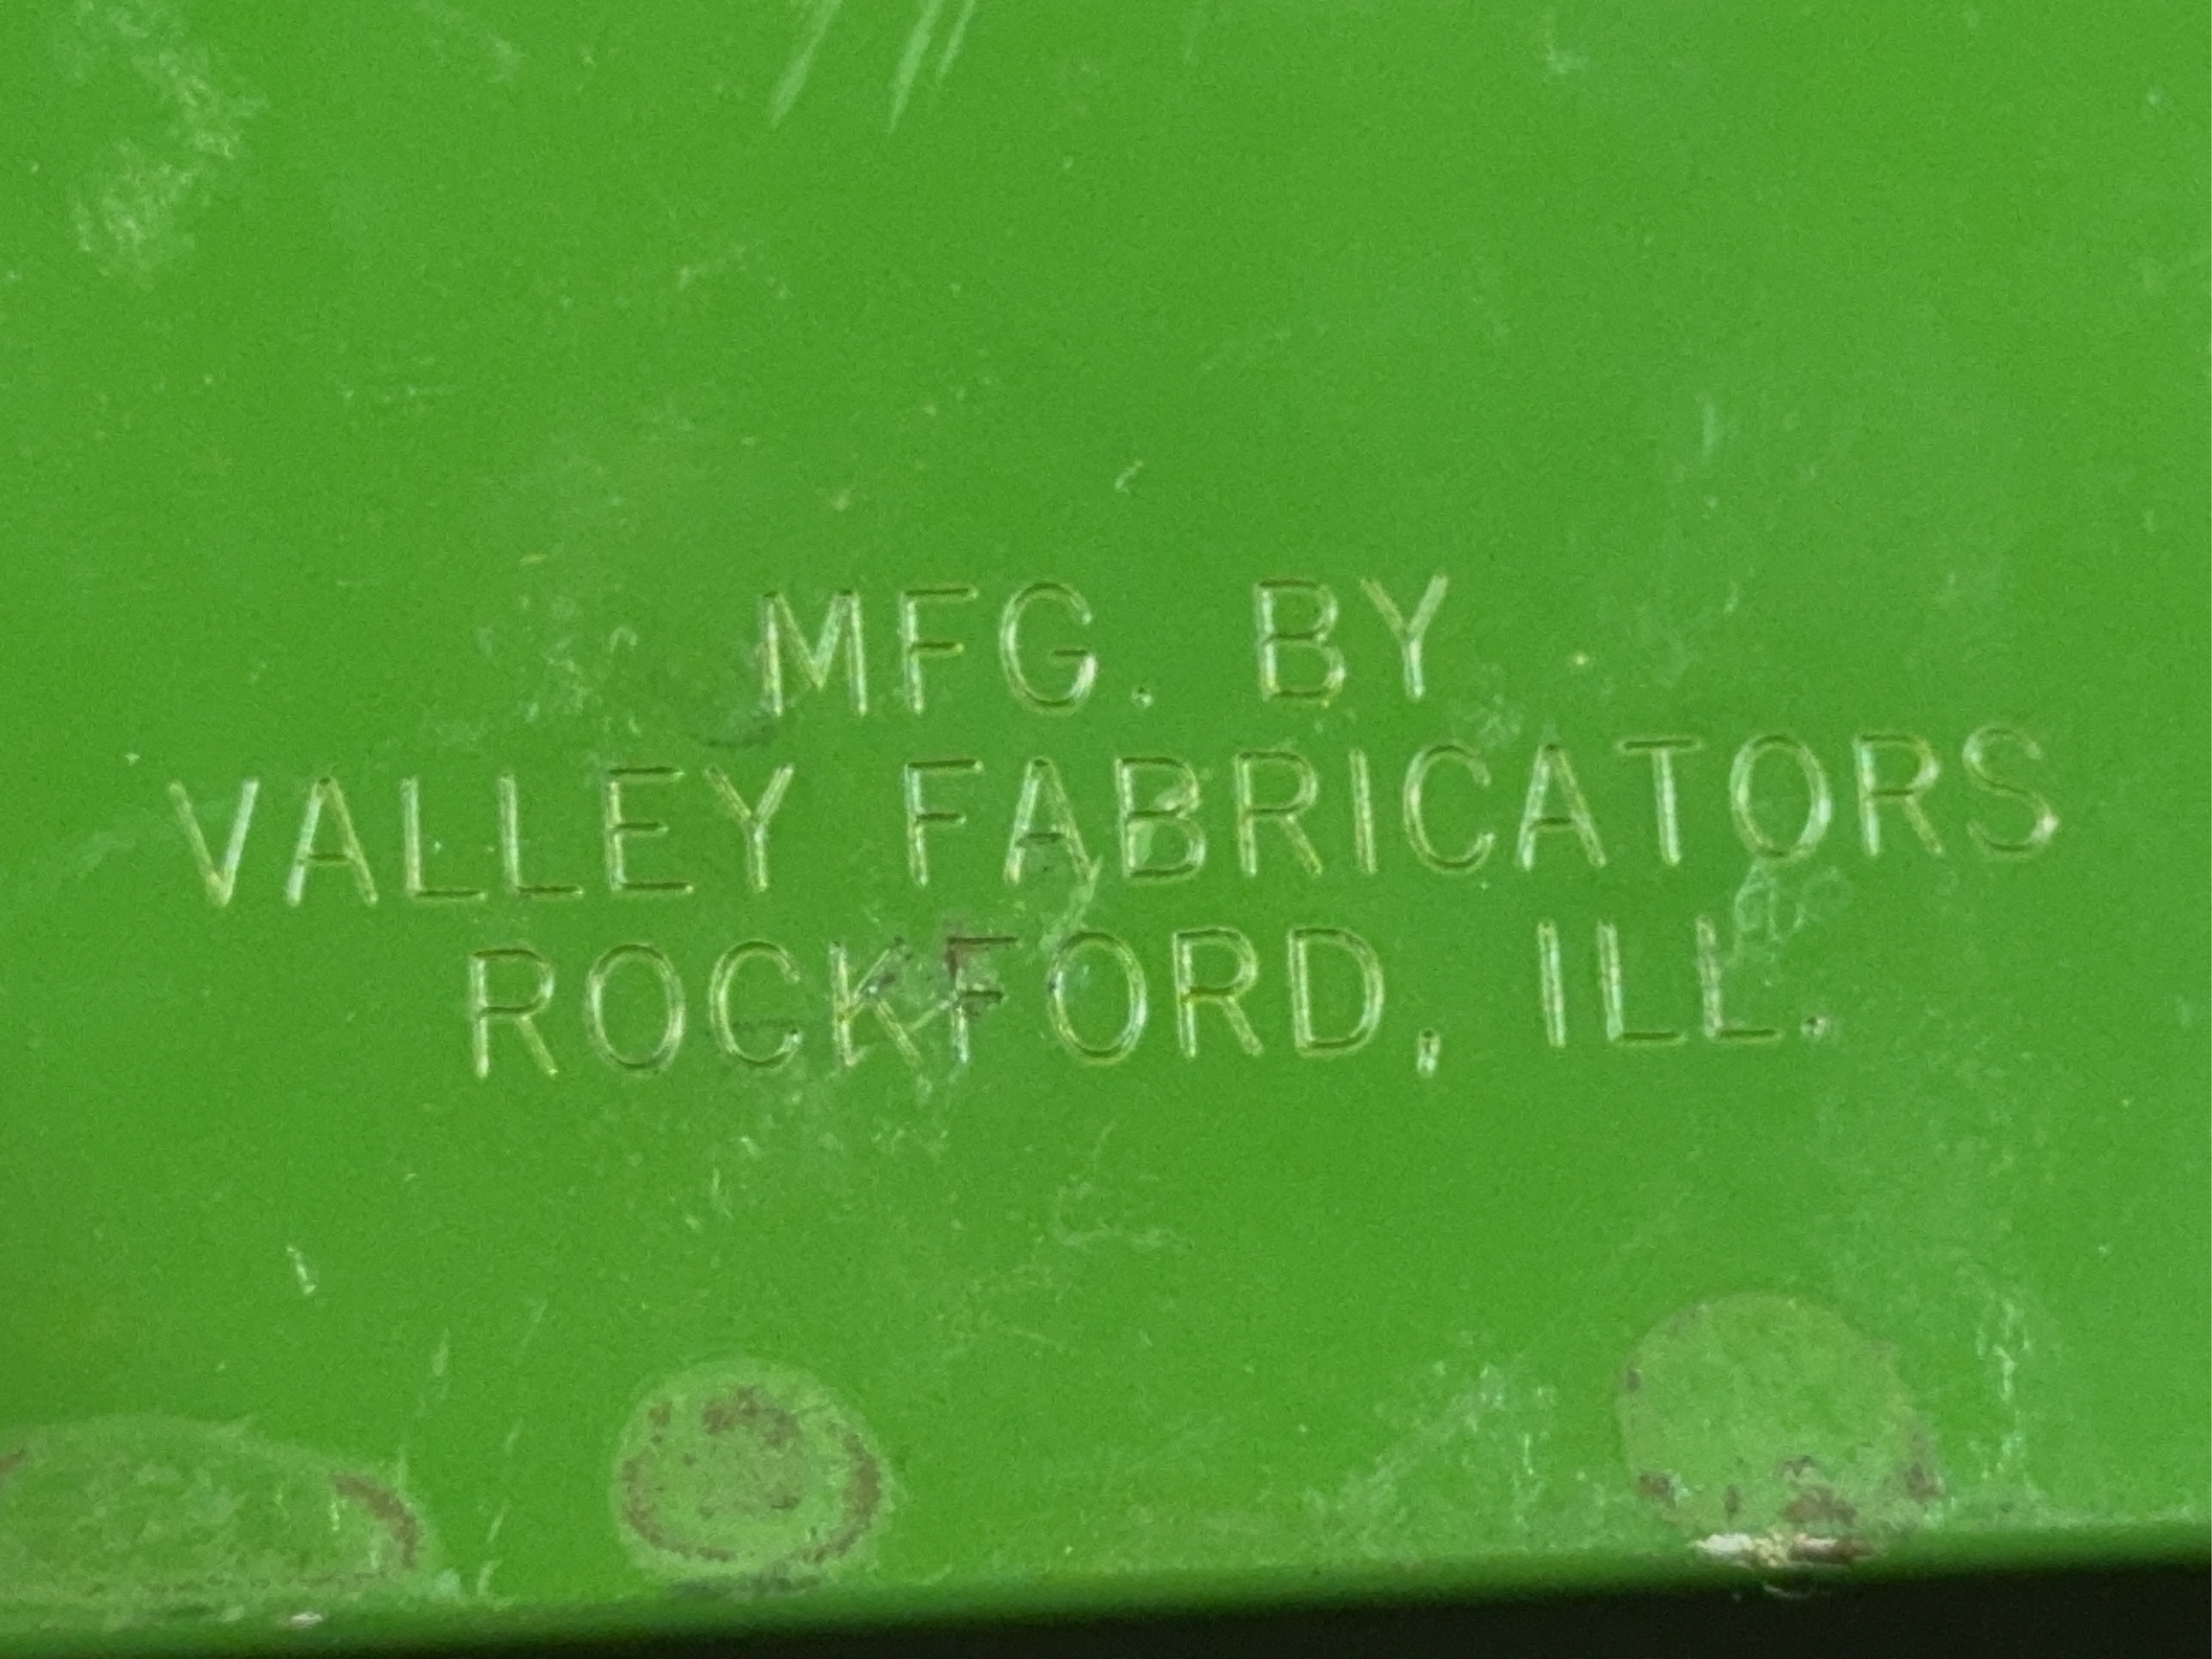 MFG. BY
VALLEY FABRICATORS
ROCKFORD, ILL.